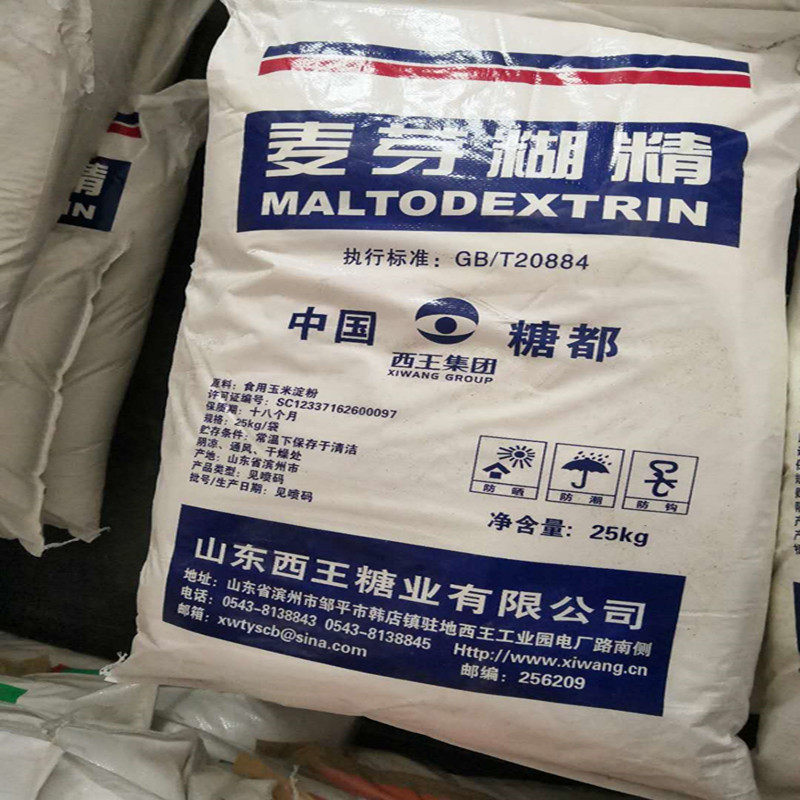 麦芽糊精
MALTODEXTRIN
执行标准：GB/T20884
中国 糖都
西王集团
XIWANG GROUP
原料：食用玉米淀粉
许可证编号：SC12337162600097
保质期：十八个月
规格：25kg/袋
贮存条件：常温下保存于清洁
阴凉、通风、干燥处
产地：山东省滨州市
产品类型：见喷码
批号/生产日期：见喷码
防晒 防潮 防钩
净含量：25kg
山东西王糖业有限公司
地址：山东省滨州市邹平市韩店镇驻地西王工业园电厂路南侧
电话：0543-8138843 0543-8138845 Http://www.xiwang.cn
邮箱：xwtyscb@sina.com 邮编：256209
精
RIN